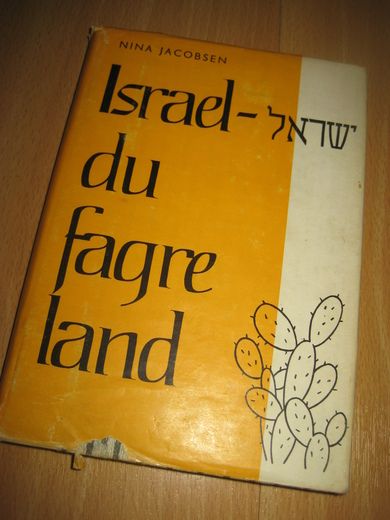 NINA JACOBSEN
Israel- ישראל
du
fagre
land